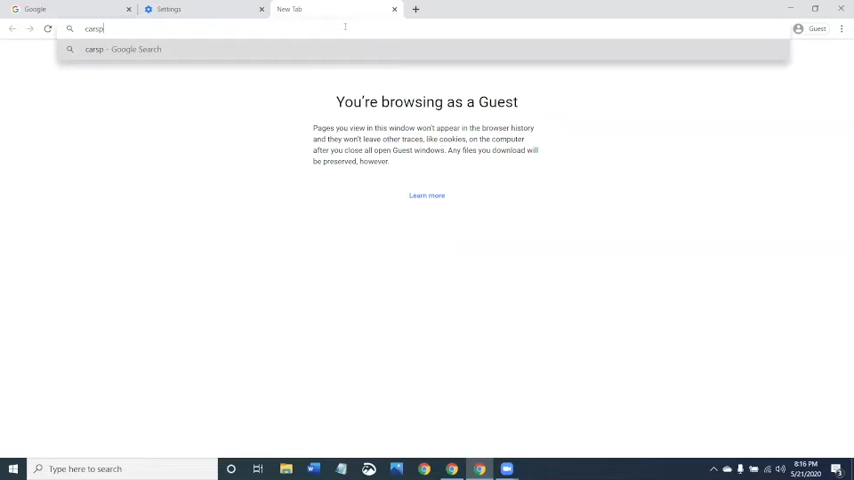 Google
Settings
New Tab
carsp
Guest
carsp - Google Search
You're browsing as a Guest
Pages you view in this window won't appear in the browser history
and they won't leave other traces, like cookies, on the computer
after you close all open Guest windows. Any files you download will
be preserved, however.
Learn more
Type here to search
8:16 PM
5/21/2020
3